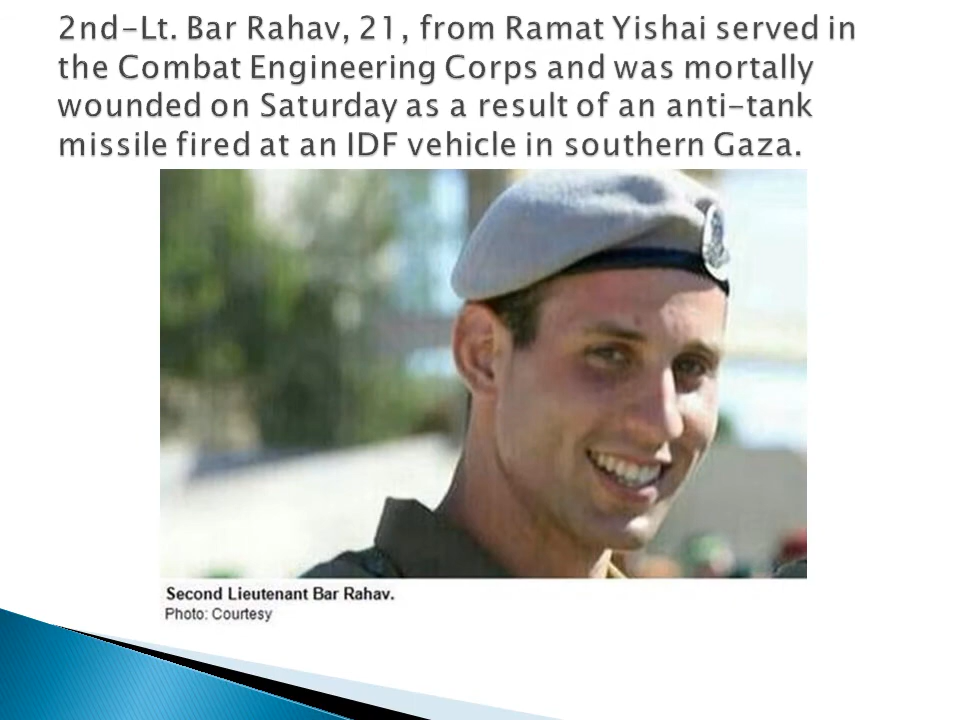 2nd-Lt. Bar Rahav, 21, from Ramat Yishai served in
the Combat Engineering Corps and was mortally
wounded on Saturday as a result of an anti-tank
missile fired at an IDF vehicle in southern Gaza.
Second Lieutenant Bar Rahav.
Photo: Courtesy